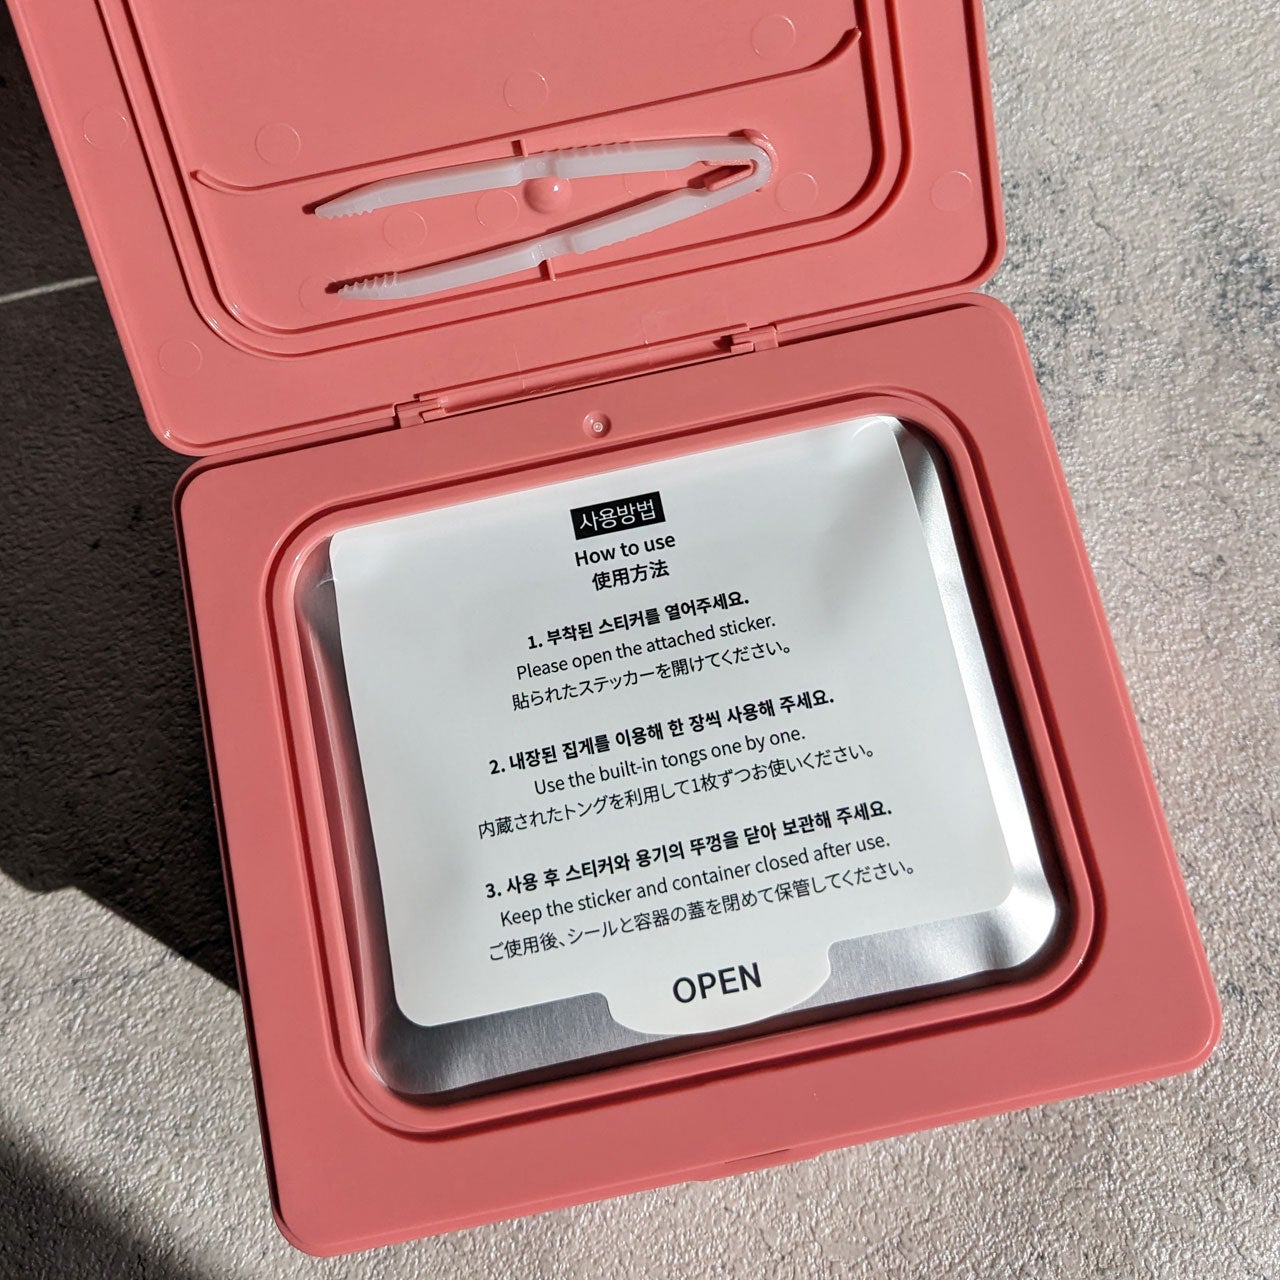 사용방법
How to use
使用方法
1. 부착된 스티커를 열어주세요.
Please open the attached sticker.
貼られたステッカーを開けてください。
2. 내장된 집게를 이용해 한 장씩 사용해 주세요.
Use the built-in tongs one by one.
内蔵されたトングを利用して1枚ずつお使いください。
3. 사용 후 스티커와 용기의 뚜껑을 닫아 보관해 주세요.
Keep the sticker and container closed after use.
ご使用後、シールと容器の蓋を閉めて保管してください。
OPEN